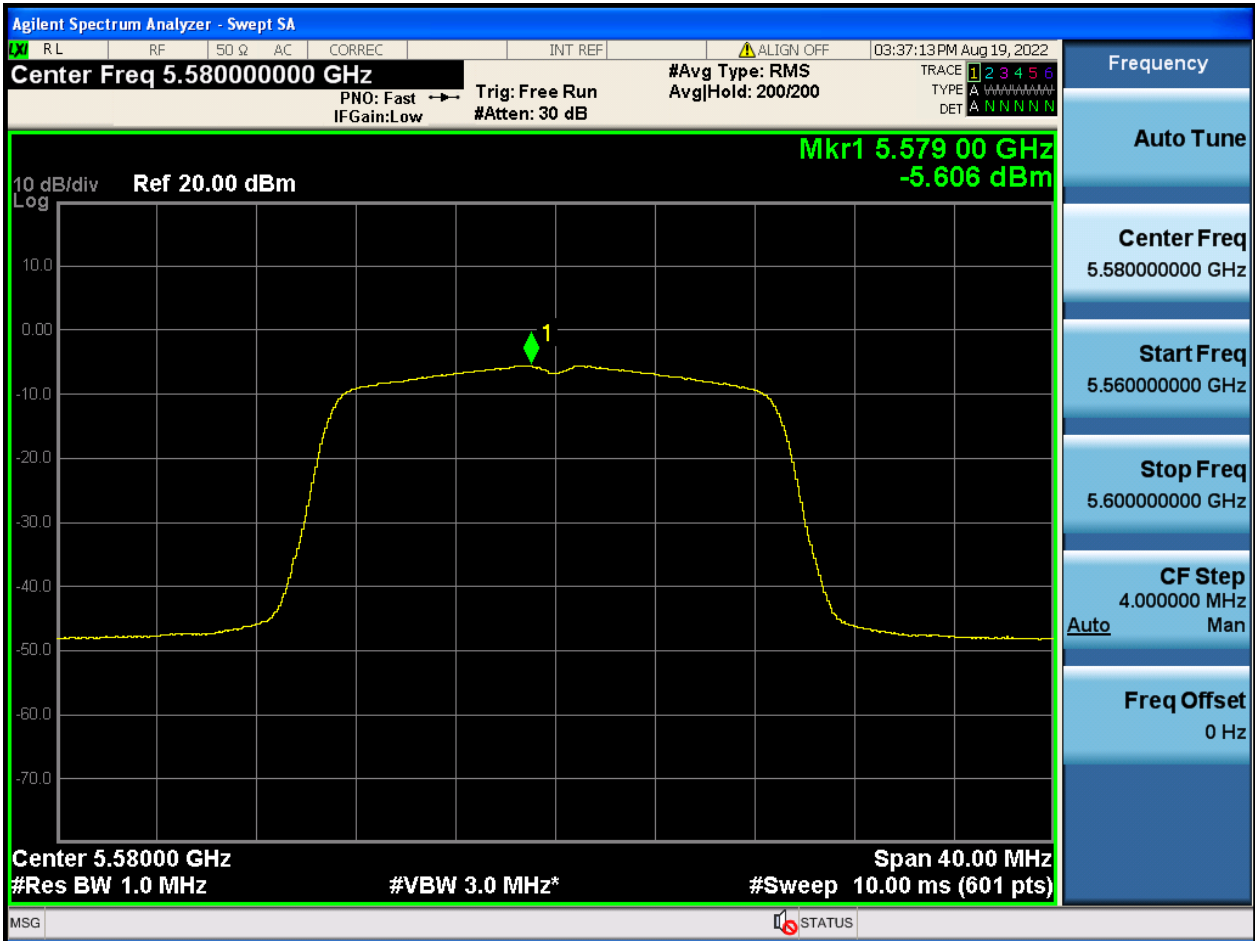 Agilent Spectrum Analyzer - Swept SA
LXI RL RF 50 Ω AC CORREC INT REF ALIGN OFF 03:37:13 PM Aug 19, 2022
Center Freq 5.580000000 GHz
PNO: Fast
IFGain:Low
Trig: Free Run
#Atten: 30 dB
#Avg Type: RMS
Avg|Hold: 200/200
TRACE 1 2 3 4 5 6
TYPE A WWWWWW
DET A N N N N N
Mkr1 5.579 00 GHz
-5.606 dBm
10 dB/div Ref 20.00 dBm
Log
10.0
0.00
-10.0
-20.0
-30.0
-40.0
-50.0
-60.0
-70.0
1
Center 5.58000 GHz Span 40.00 MHz
#Res BW 1.0 MHz #VBW 3.0 MHz* #Sweep 10.00 ms (601 pts)
MSG STATUS
Frequency
Auto Tune
Center Freq
5.580000000 GHz
Start Freq
5.560000000 GHz
Stop Freq
5.600000000 GHz
CF Step
4.000000 MHz
Auto Man
Freq Offset
0 Hz